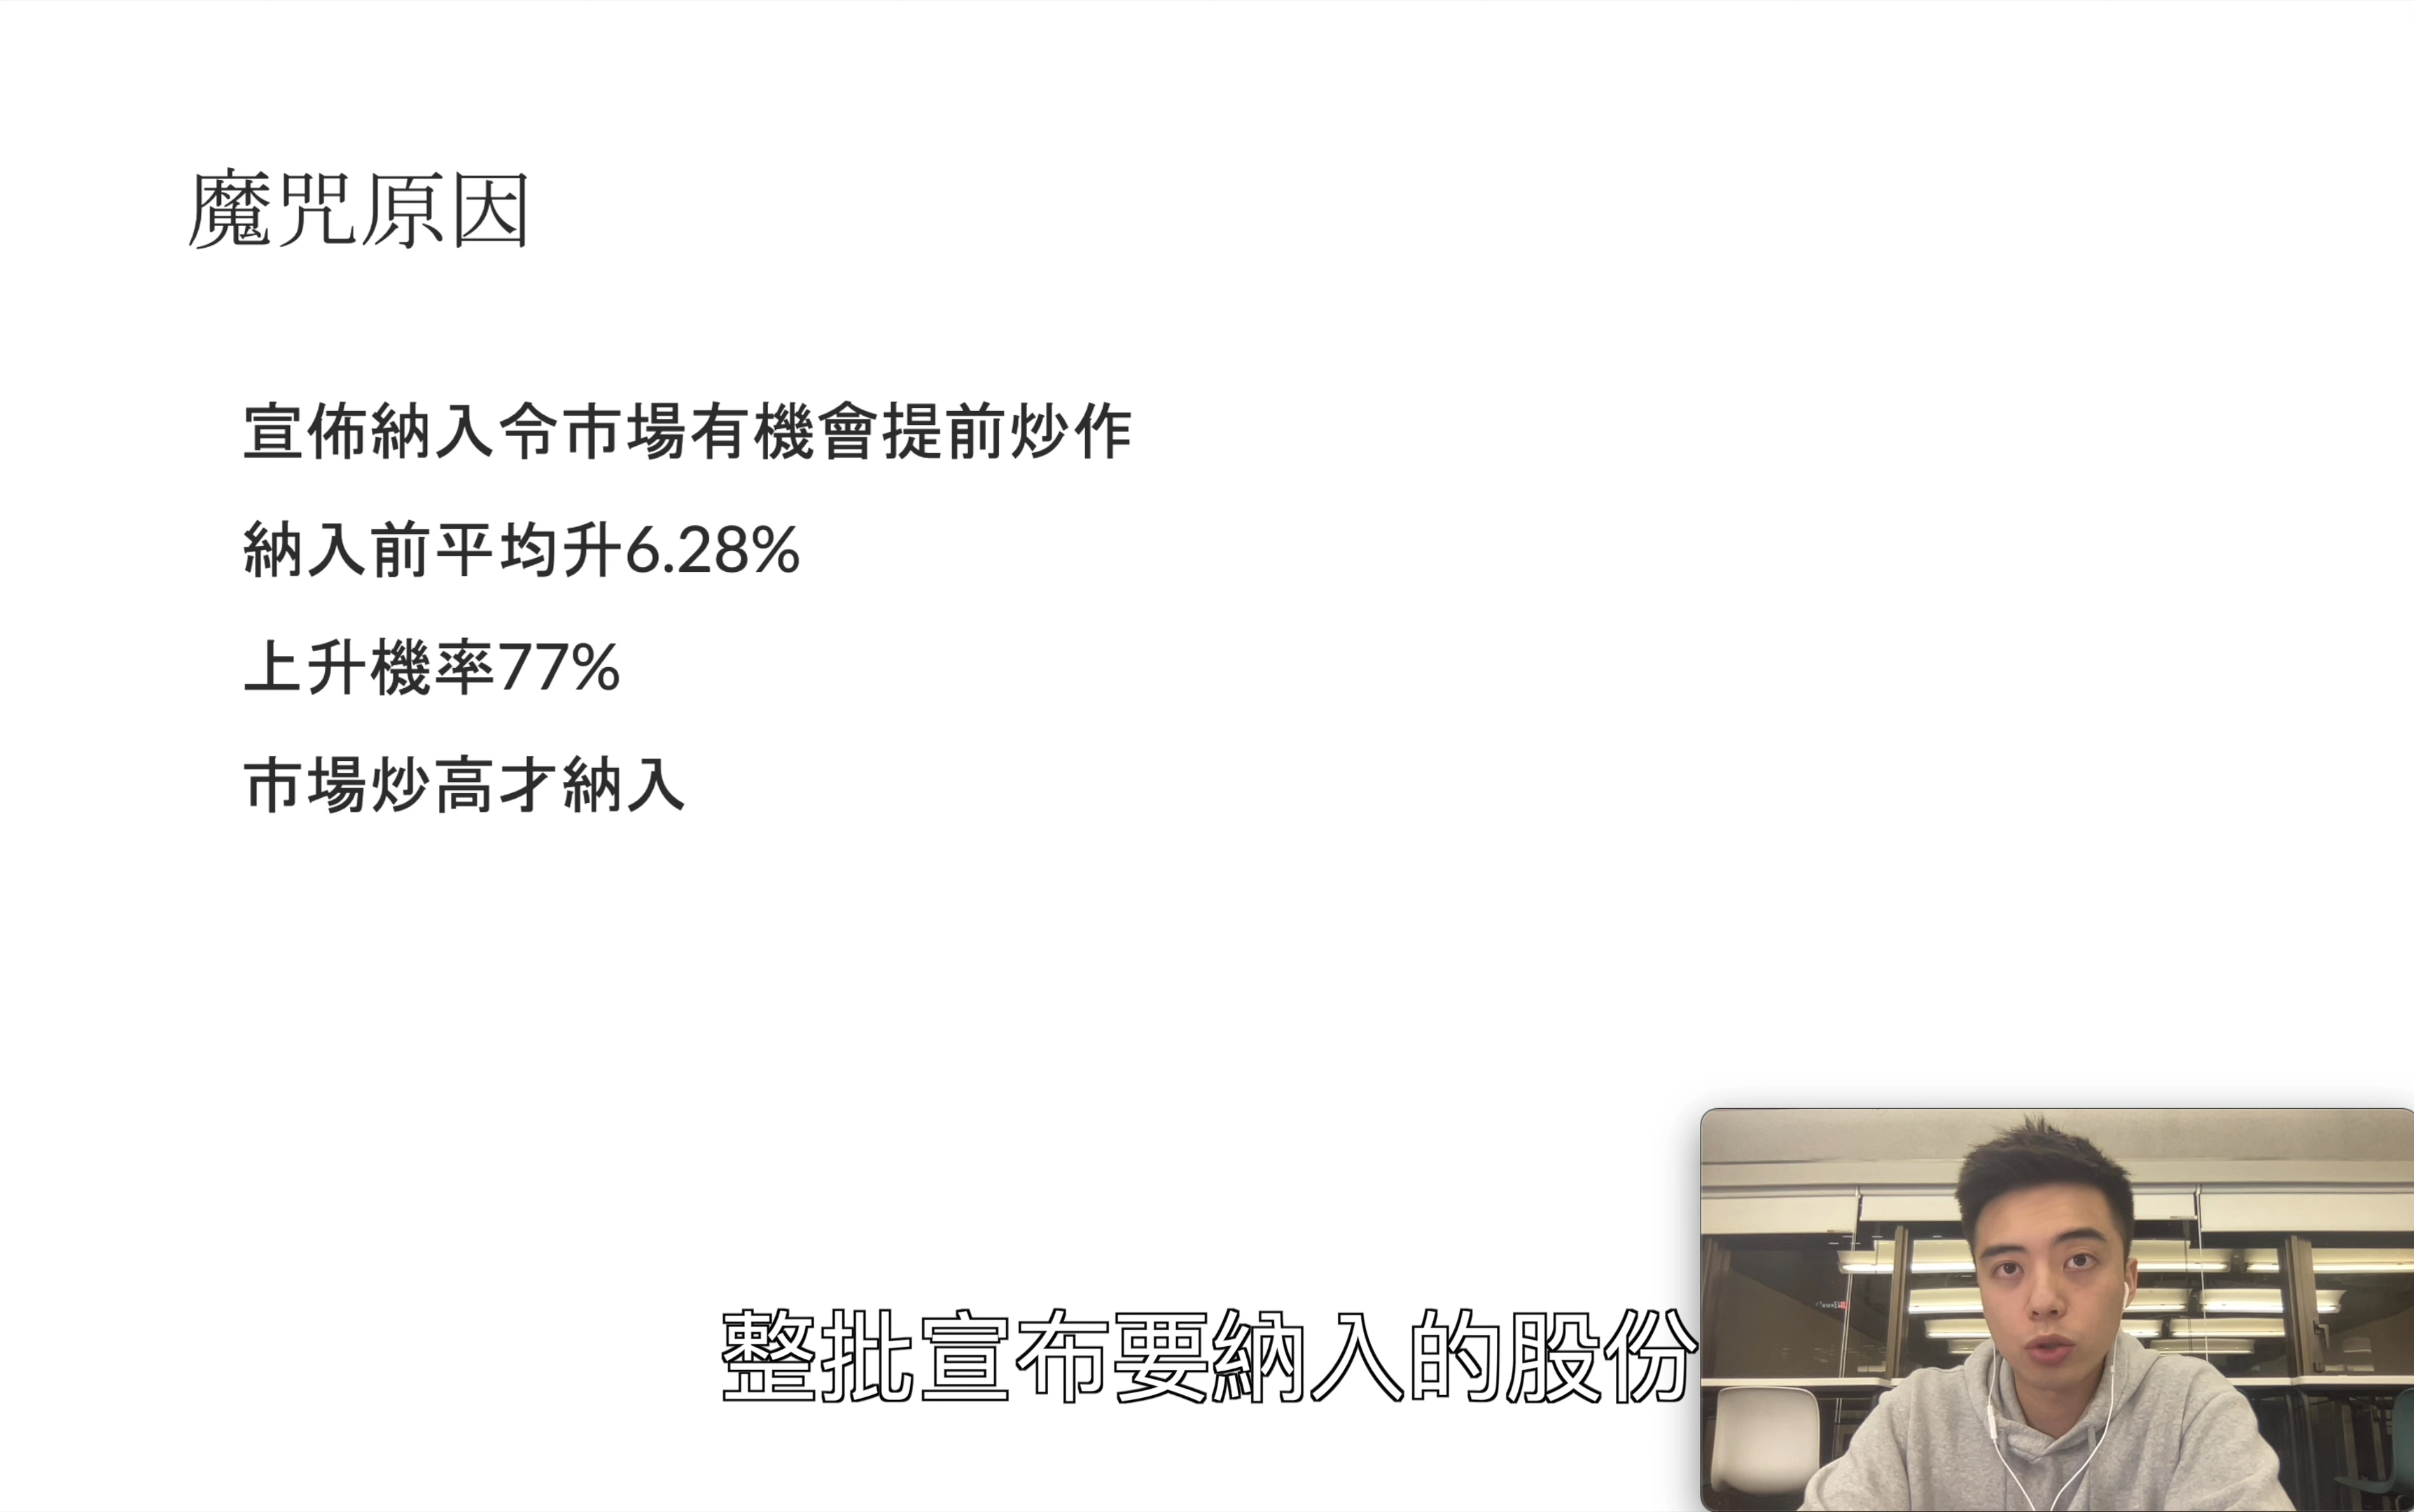 魔咒原因
宣佈納入令市場有機會提前炒作
納入前平均升6.28%
上升機率77%
市場炒高才納入
整批宣布要納入的股份